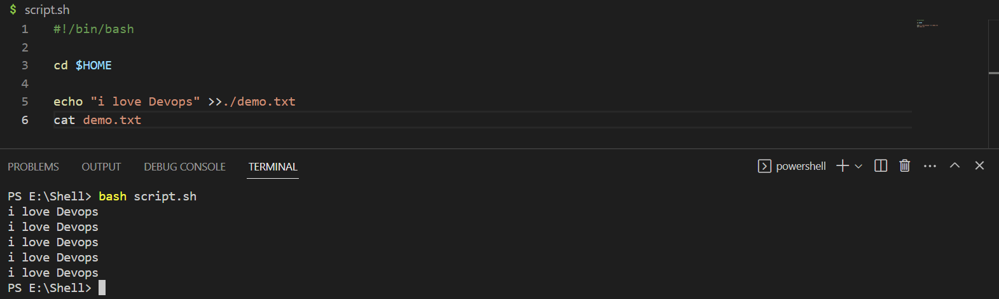 $ script.sh
1 #!/bin/bash
2
3 cd $HOME
4
5 echo "i love Devops" >>./demo.txt
6 cat demo.txt
PROBLEMS OUTPUT DEBUG CONSOLE TERMINAL powershell
PS E:\Shell> bash script.sh
i love Devops
i love Devops
i love Devops
i love Devops
i love Devops
PS E:\Shell>